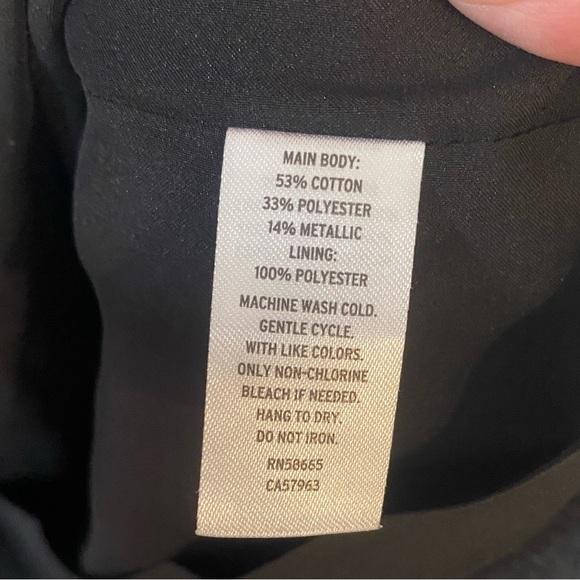 MAIN BODY:
53% COTTON
33% POLYESTER
14% METALLIC
LINING:
100% POLYESTER
MACHINE WASH COLD.
GENTLE CYCLE.
WITH LIKE COLORS.
ONLY NON-CHLORINE
BLEACH IF NEEDED.
HANG TO DRY.
DO NOT IRON.
RN58665
CA57963